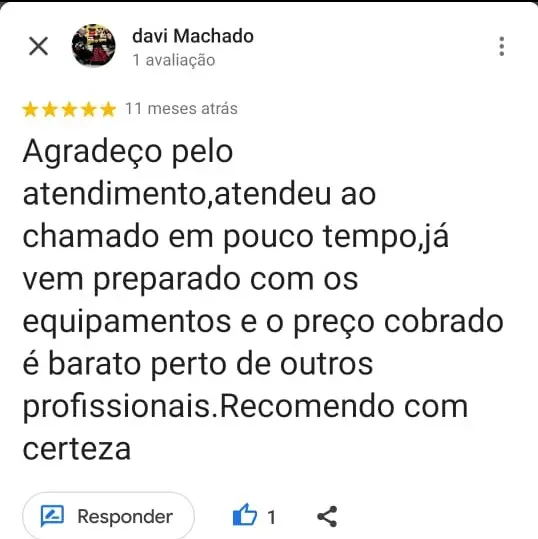 davi Machado
1 avaliação
11 meses atrás
Agradeço pelo
atendimento,atendeu ao
chamado em pouco tempo,já
vem preparado com os
equipamentos e o preço cobrado
é barato perto de outros
profissionais.Recomendo com
certeza
Responder 1